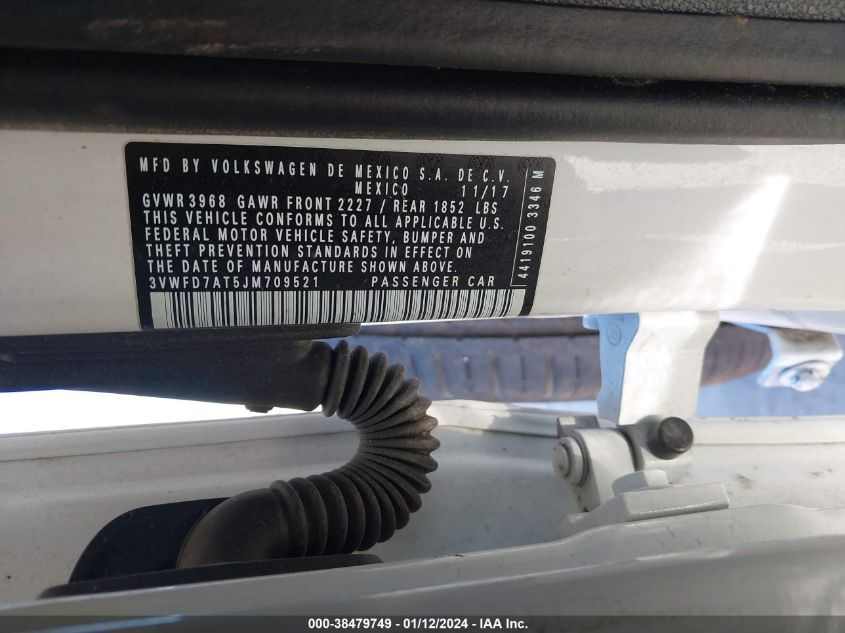 MFD BY VOLKSWAGEN DE MEXICO S.A. DE C.V.
MEXICO 11/17
GVWR 3968 GAWR FRONT 2227 / REAR 1852 LBS
THIS VEHICLE CONFORMS TO ALL APPLICABLE U.S.
FEDERAL MOTOR VEHICLE SAFETY, BUMPER AND
THEFT PREVENTION STANDARDS IN EFFECT ON
THE DATE OF MANUFACTURE SHOWN ABOVE.
3VWFD7AT5JM709521 PASSENGER CAR
4419100 3346 M
000-38479749 - 01/12/2024 - IAA Inc.